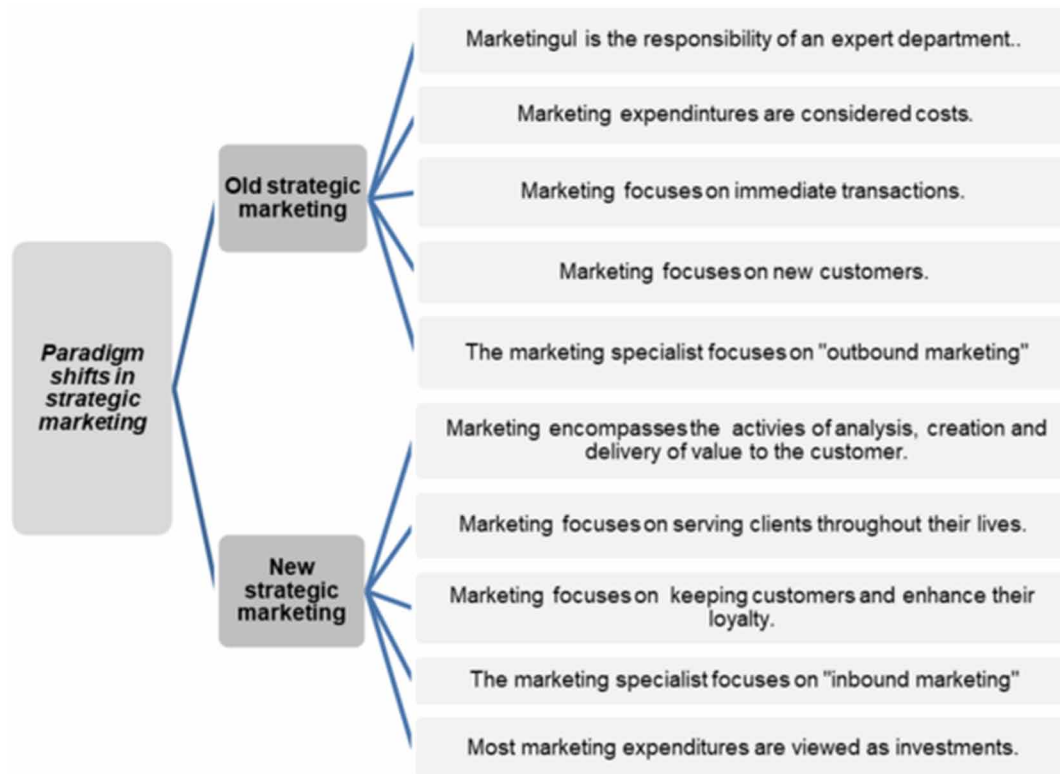 Paradigm
shifts in
strategic
marketing
Old strategic
marketing
Marketingul is the responsibility of an expert department..
Marketing expendintures are considered costs.
Marketing focuses on immediate transactions.
Marketing focuses on new customers.
The marketing specialist focuses on "outbound marketing"
New
strategic
marketing
Marketing encompasses the activies of analysis, creation and
delivery of value to the customer.
Marketing focuses on serving clients throughout their lives.
Marketing focuses on keeping customers and enhance their
loyalty.
The marketing specialist focuses on "inbound marketing"
Most marketing expenditures are viewed as investments.